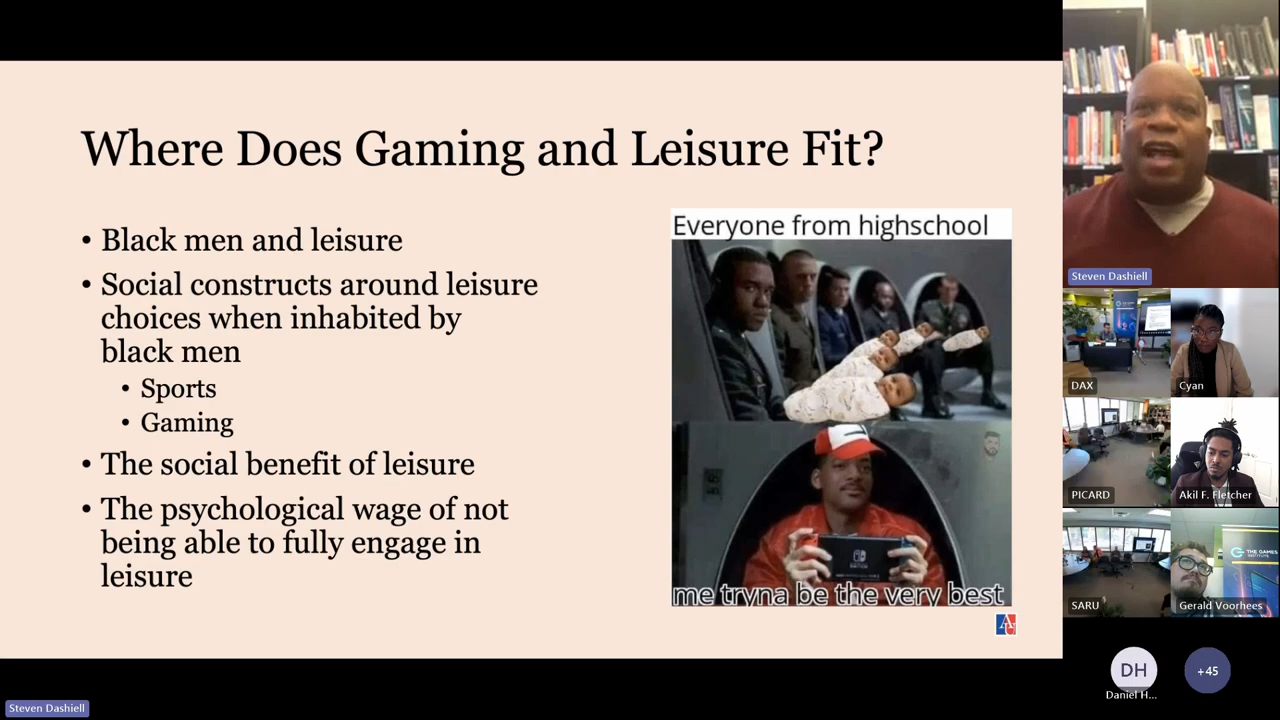 Where Does Gaming and Leisure Fit?
• Black men and leisure
• Social constructs around leisure
choices when inhabited by
black men
• Sports
• Gaming
• The social benefit of leisure
• The psychological wage of not
being able to fully engage in
leisure
Everyone from highschool
me tryna be the very best
Steven Dashiell
Steven Dashiell
DAX
Cyan
PICARD
Akil F. Fletcher
SARU
THE GAMES
INSTITUTE
Gerald Voorhees
DH
+45
Daniel H...